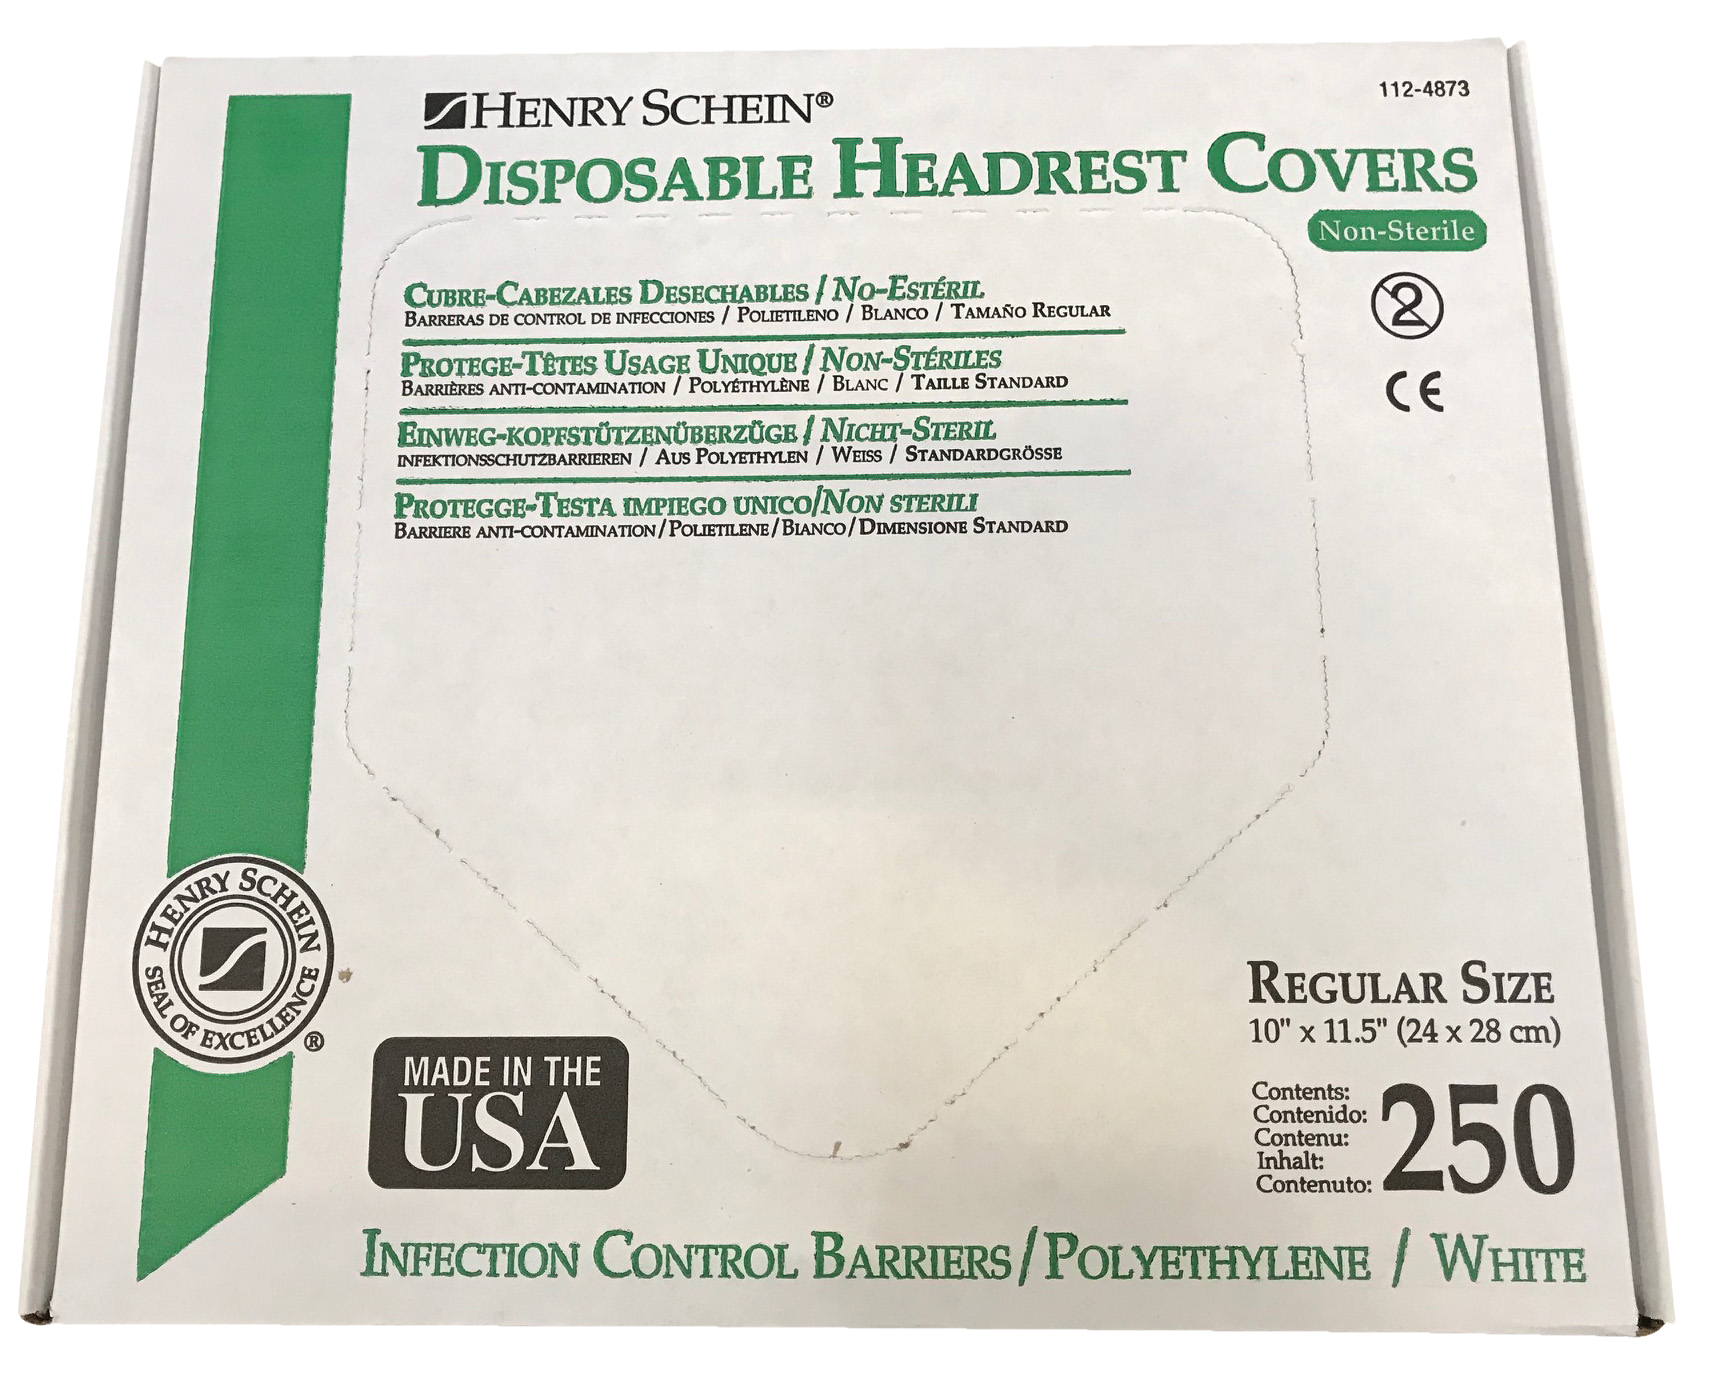 HENRY SCHEIN®
112-4873
DISPOSABLE HEADREST COVERS
Non-Sterile
CUBRE-CABEZALES DESECHABLES / NO-ESTÉRIL
BARRERAS DE CONTROL DE INFECCIONES / POLIETILENO / BLANCO / TAMAÑO REGULAR
2
PROTEGE-TÊTES USAGE UNIQUE / NON-STÉRILES
BARRIÈRES ANTI-CONTAMINATION / POLYÉTHYLÈNE / BLANC / TAILLE STANDARD
CE
EINWEG-KOPFSTÜTZENÜBERZÜGE / NICHT-STERIL
INFEKTIONSSCHUTZBARRIEREN / AUS POLYETHYLEN / WEISS / STANDARDGRÖSSE
PROTEGGE-TESTA IMPIEGO UNICO/NON STERILI
BARRIERE ANTI-CONTAMINATION/POLIETILENE/BIANCO/DIMENSIONE STANDARD
HENRY SCHEIN
SEAL OF EXCELLENCE
®
MADE IN THE
USA
REGULAR SIZE
10" x 11.5" (24 x 28 cm)
Contents:
Contenido:
Contenu:
Inhalt:
Contenuto:
250
INFECTION CONTROL BARRIERS/POLYETHYLENE / WHITE